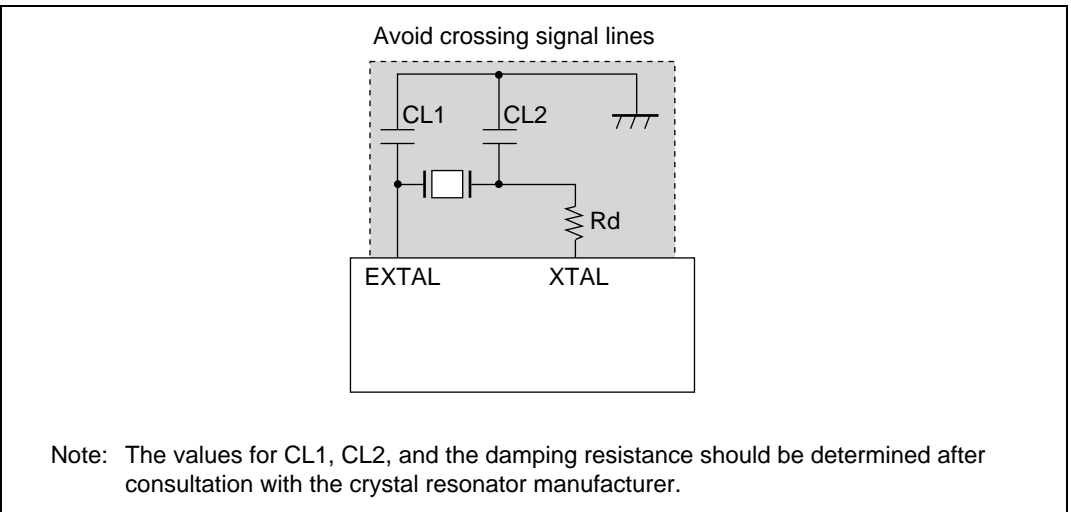 Avoid crossing signal lines
CL1 CL2
Rd
EXTAL XTAL
Note: The values for CL1, CL2, and the damping resistance should be determined after
consultation with the crystal resonator manufacturer.